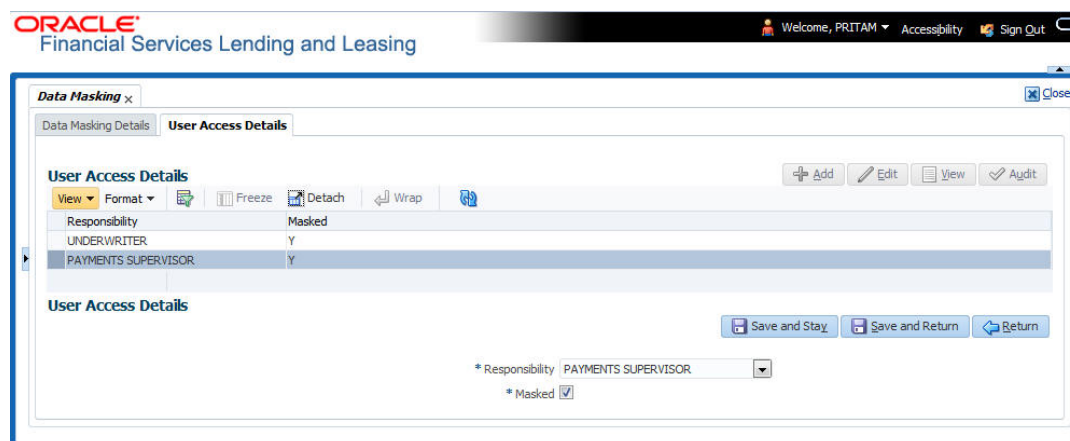 ORACLE
Financial Services Lending and Leasing
Welcome, PRITAM Accessibility Sign Out
Data Masking
Close
Data Masking Details User Access Details
User Access Details
Add Edit View Audit
View Format Freeze Detach Wrap
Responsibility Masked
UNDERWRITER Y
PAYMENTS SUPERVISOR Y
User Access Details
Save and Stay Save and Return Return
* Responsibility PAYMENTS SUPERVISOR
* Masked